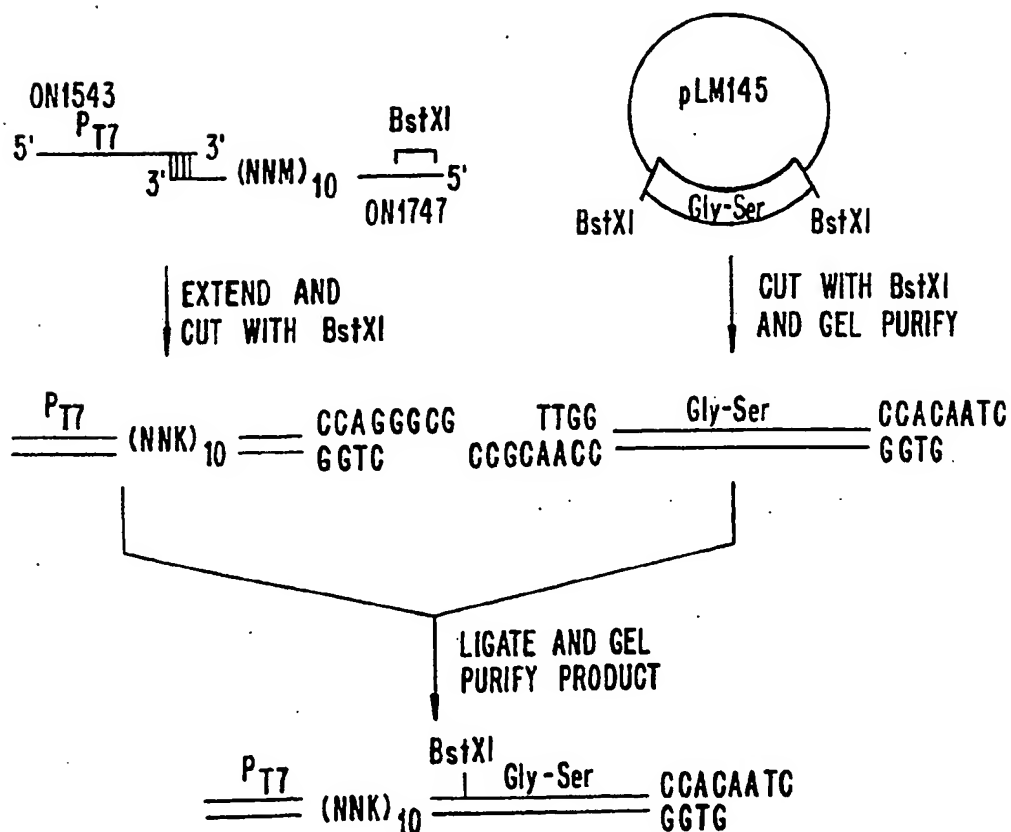 ON1543
P T7
5' 3'
3' (NNM)10
BstXI
5'
ON1747
pLM145
Gly-Ser
BstXI BstXI
EXTEND AND
CUT WITH BstXI
CUT WITH BstXI
AND GEL PURIFY
PT7
(NNK)10
CCAGGGCG
GGTC
TTGG
CCGCAACC
Gly-Ser
CCACAATC
GGTG
LIGATE AND GEL
PURIFY PRODUCT
BstXI
PT7
(NNK)10
Gly-Ser
CCACAATC
GGTG